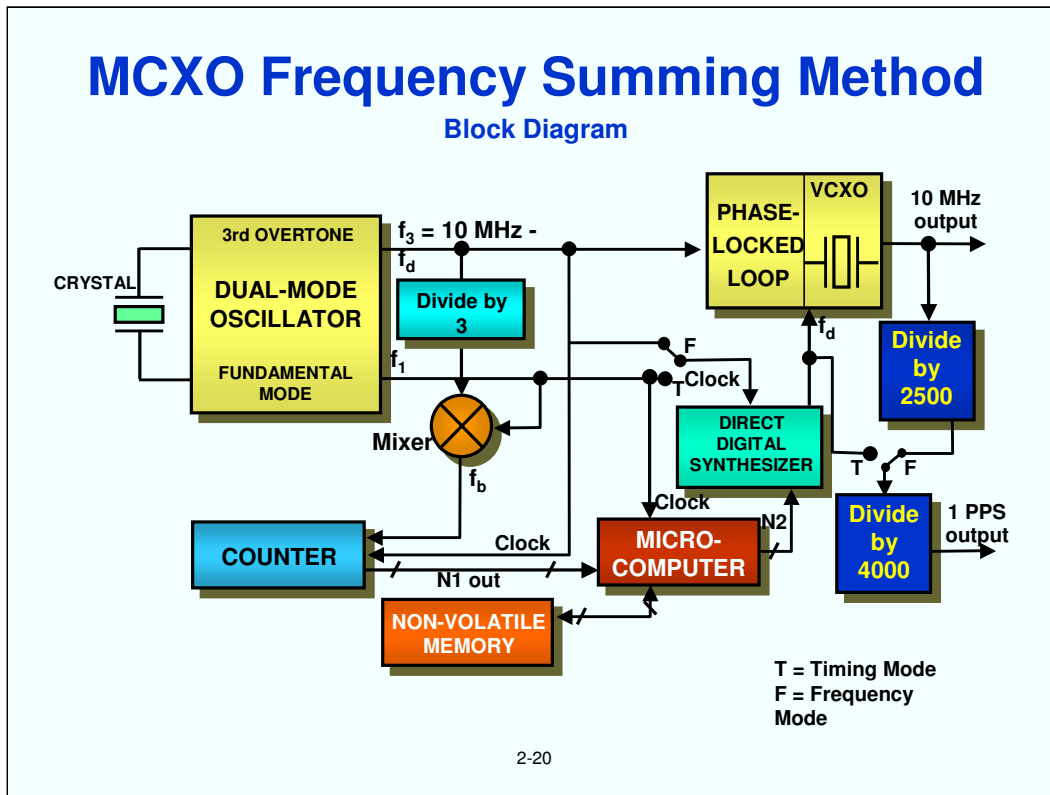 MCXO Frequency Summing Method
Block Diagram
CRYSTAL
3rd OVERTONE
DUAL-MODE
OSCILLATOR
FUNDAMENTAL
MODE
f3 = 10 MHz -
fd
Divide by
3
f1
Mixer
fb
PHASE-
LOCKED
LOOP
VCXO
10 MHz
output
fd
F
T
Clock
Divide
by
2500
DIRECT
DIGITAL
SYNTHESIZER
T
F
Divide
by
4000
1 PPS
output
COUNTER
Clock
N1 out
Clock
MICRO-
COMPUTER
N2
NON-VOLATILE
MEMORY
T = Timing Mode
F = Frequency
Mode
2-20